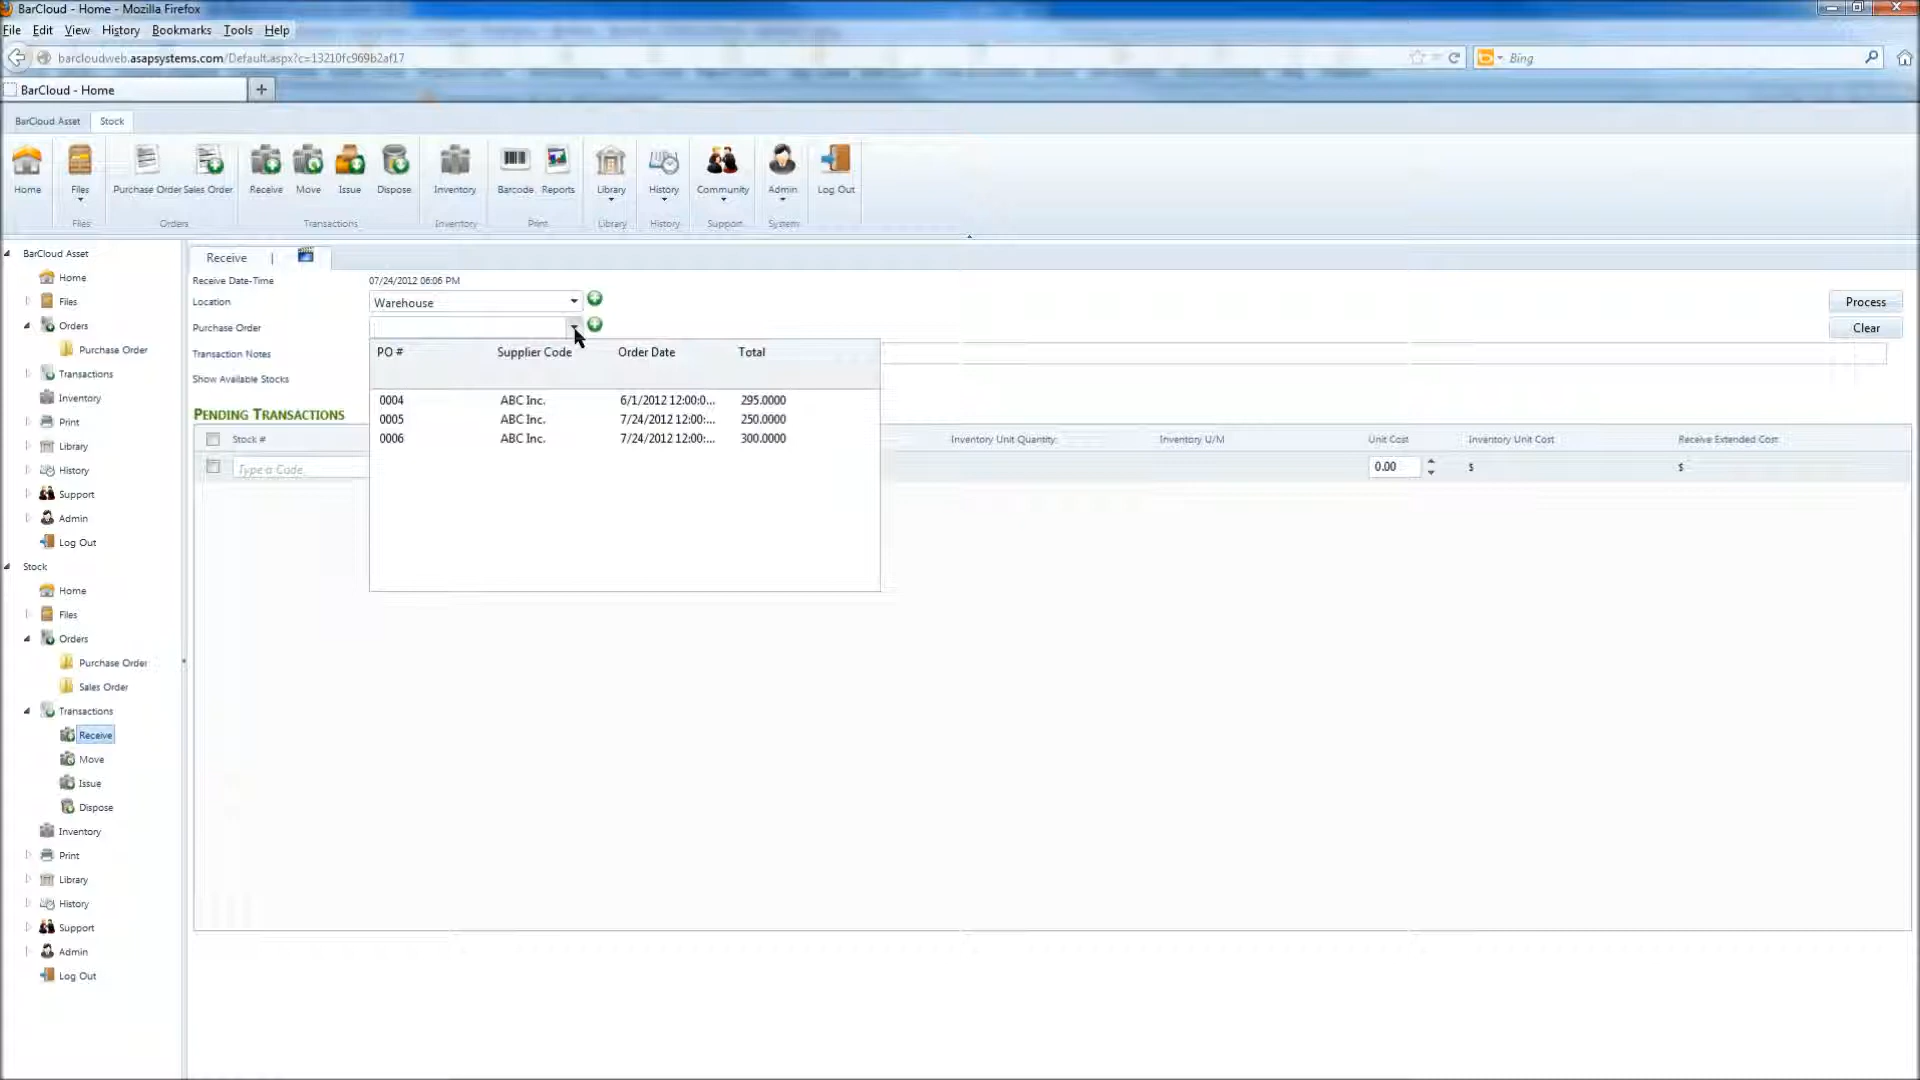 BarCloud - Home - Mozilla Firefox
File Edit View History Bookmarks Tools Help
barcloudweb.asapsystems.com/Default.aspx?c=13210fc969b2af17
Bing
BarCloud - Home
BarCloud Asset Stock
Home Files Purchase Order Sales Order Receive Move Issue Dispose Inventory Barcode Reports Library History Community Admin Log Out
Files Orders Transactions Inventory Print Library History Support System
BarCloud Asset
Home
Files
Orders
Purchase Order
Transactions
Inventory
Print
Library
History
Support
Admin
Log Out
Stock
Home
Files
Orders
Purchase Order
Sales Order
Transactions
Receive
Move
Issue
Dispose
Inventory
Print
Library
History
Support
Admin
Log Out
Receive |
Receive Date-Time 07/24/2012 06:06 PM
Location Warehouse
Process
Purchase Order
Clear
Transaction Notes
Show Available Stocks
PO # Supplier Code Order Date Total
0004 ABC Inc. 6/1/2012 12:00:0... 295.0000
0005 ABC Inc. 7/24/2012 12:00:... 250.0000
0006 ABC Inc. 7/24/2012 12:00:... 300.0000
PENDING TRANSACTIONS
Stock # Inventory Unit Quantity: Inventory U/M Unit Cost Inventory Unit Cost Receive Extended Cost
Type a Code 0.00 $ $